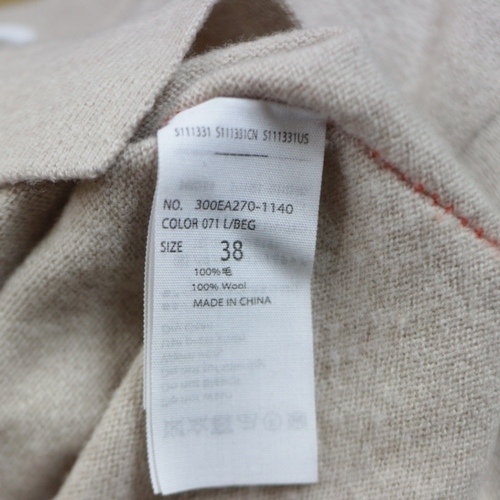 S111331 S111331CN S111331US
NO. 300EA270-1140
COLOR 071 L/BEG
SIZE 38
100%毛
100% Wool
MADE IN CHINA